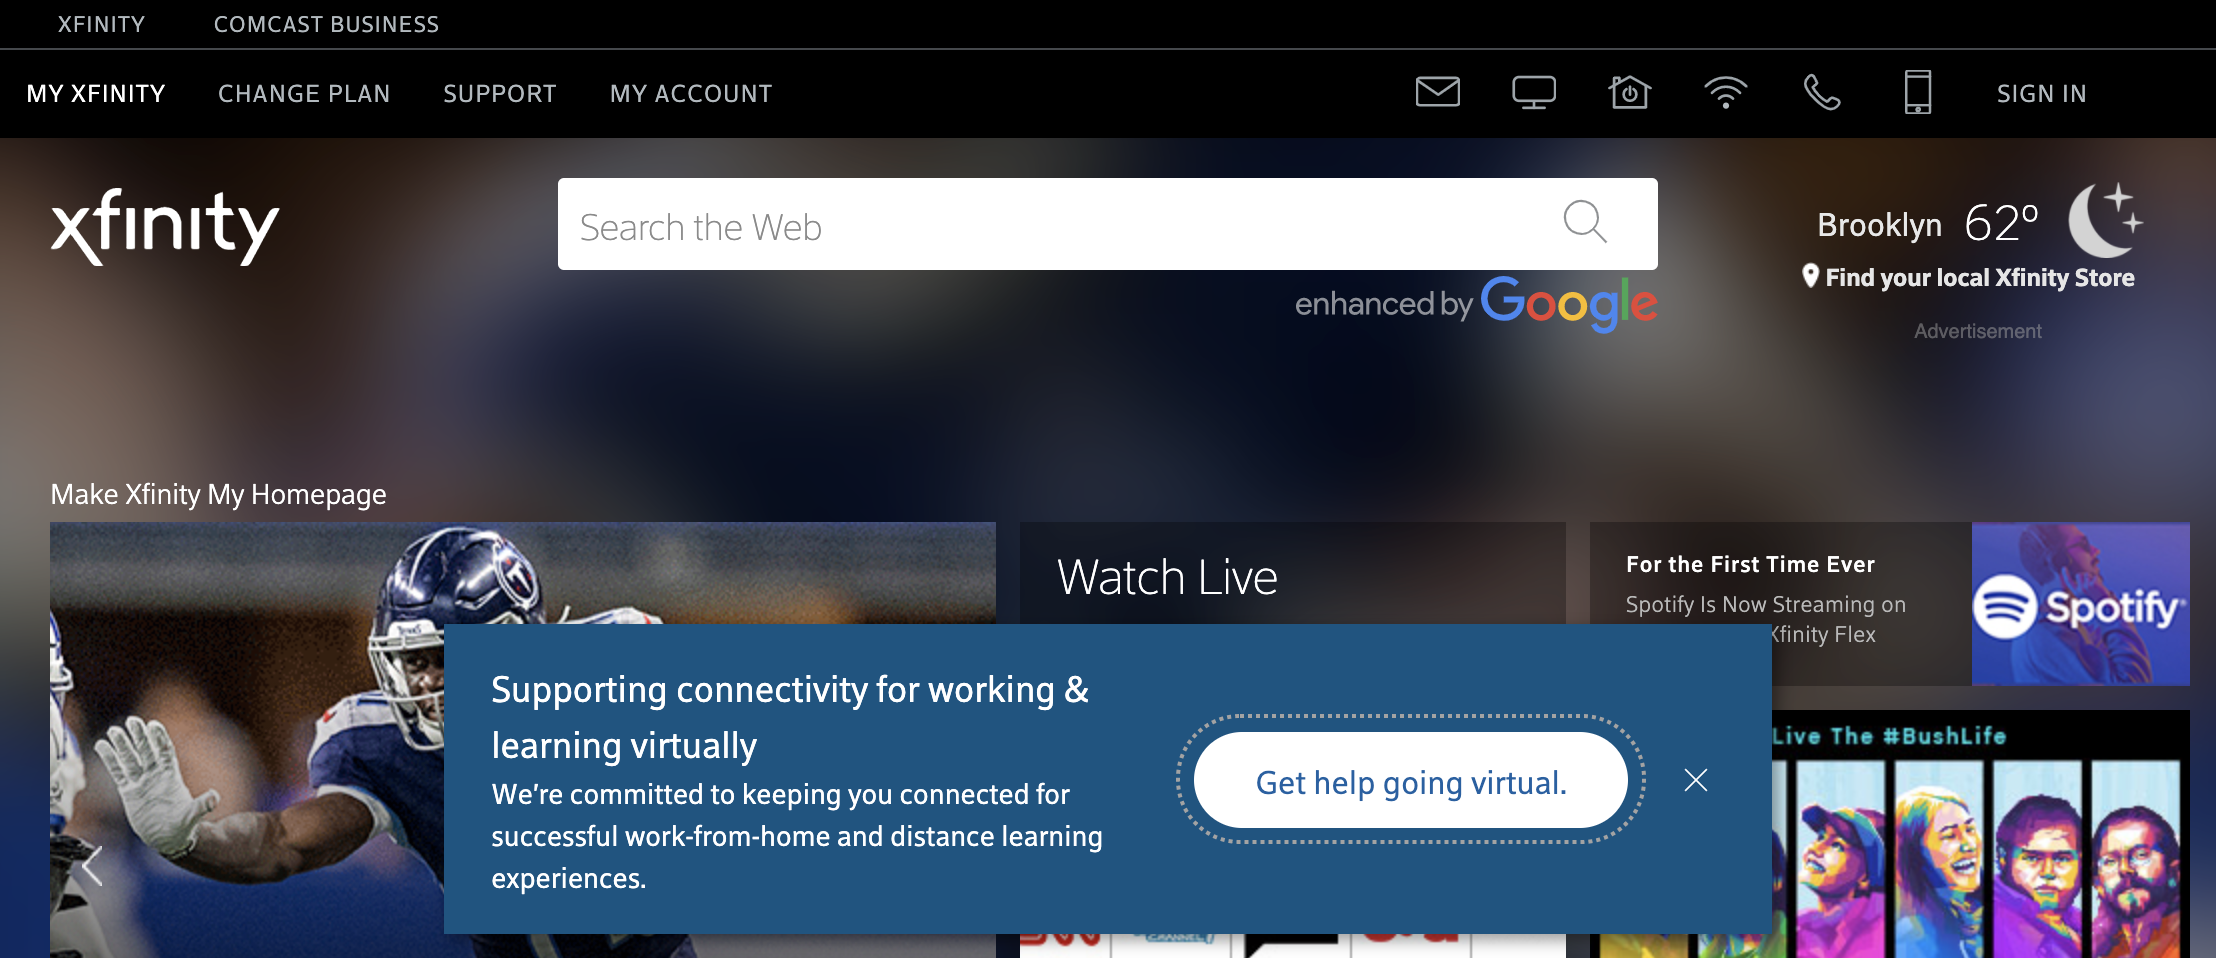 XFINITY
COMCAST BUSINESS
MY XFINITY
CHANGE PLAN
SUPPORT
MY ACCOUNT
SIGN IN
xfinity
Search the Web
enhanced by Google
Brooklyn 62°
Find your local Xfinity Store
Advertisement
Make Xfinity My Homepage
Watch Live
For the First Time Ever
Spotify Is Now Streaming on
Xfinity Flex
Spotify
Supporting connectivity for working &
learning virtually
We're committed to keeping you connected for
successful work-from-home and distance learning
experiences.
Get help going virtual.
Live The #BushLife